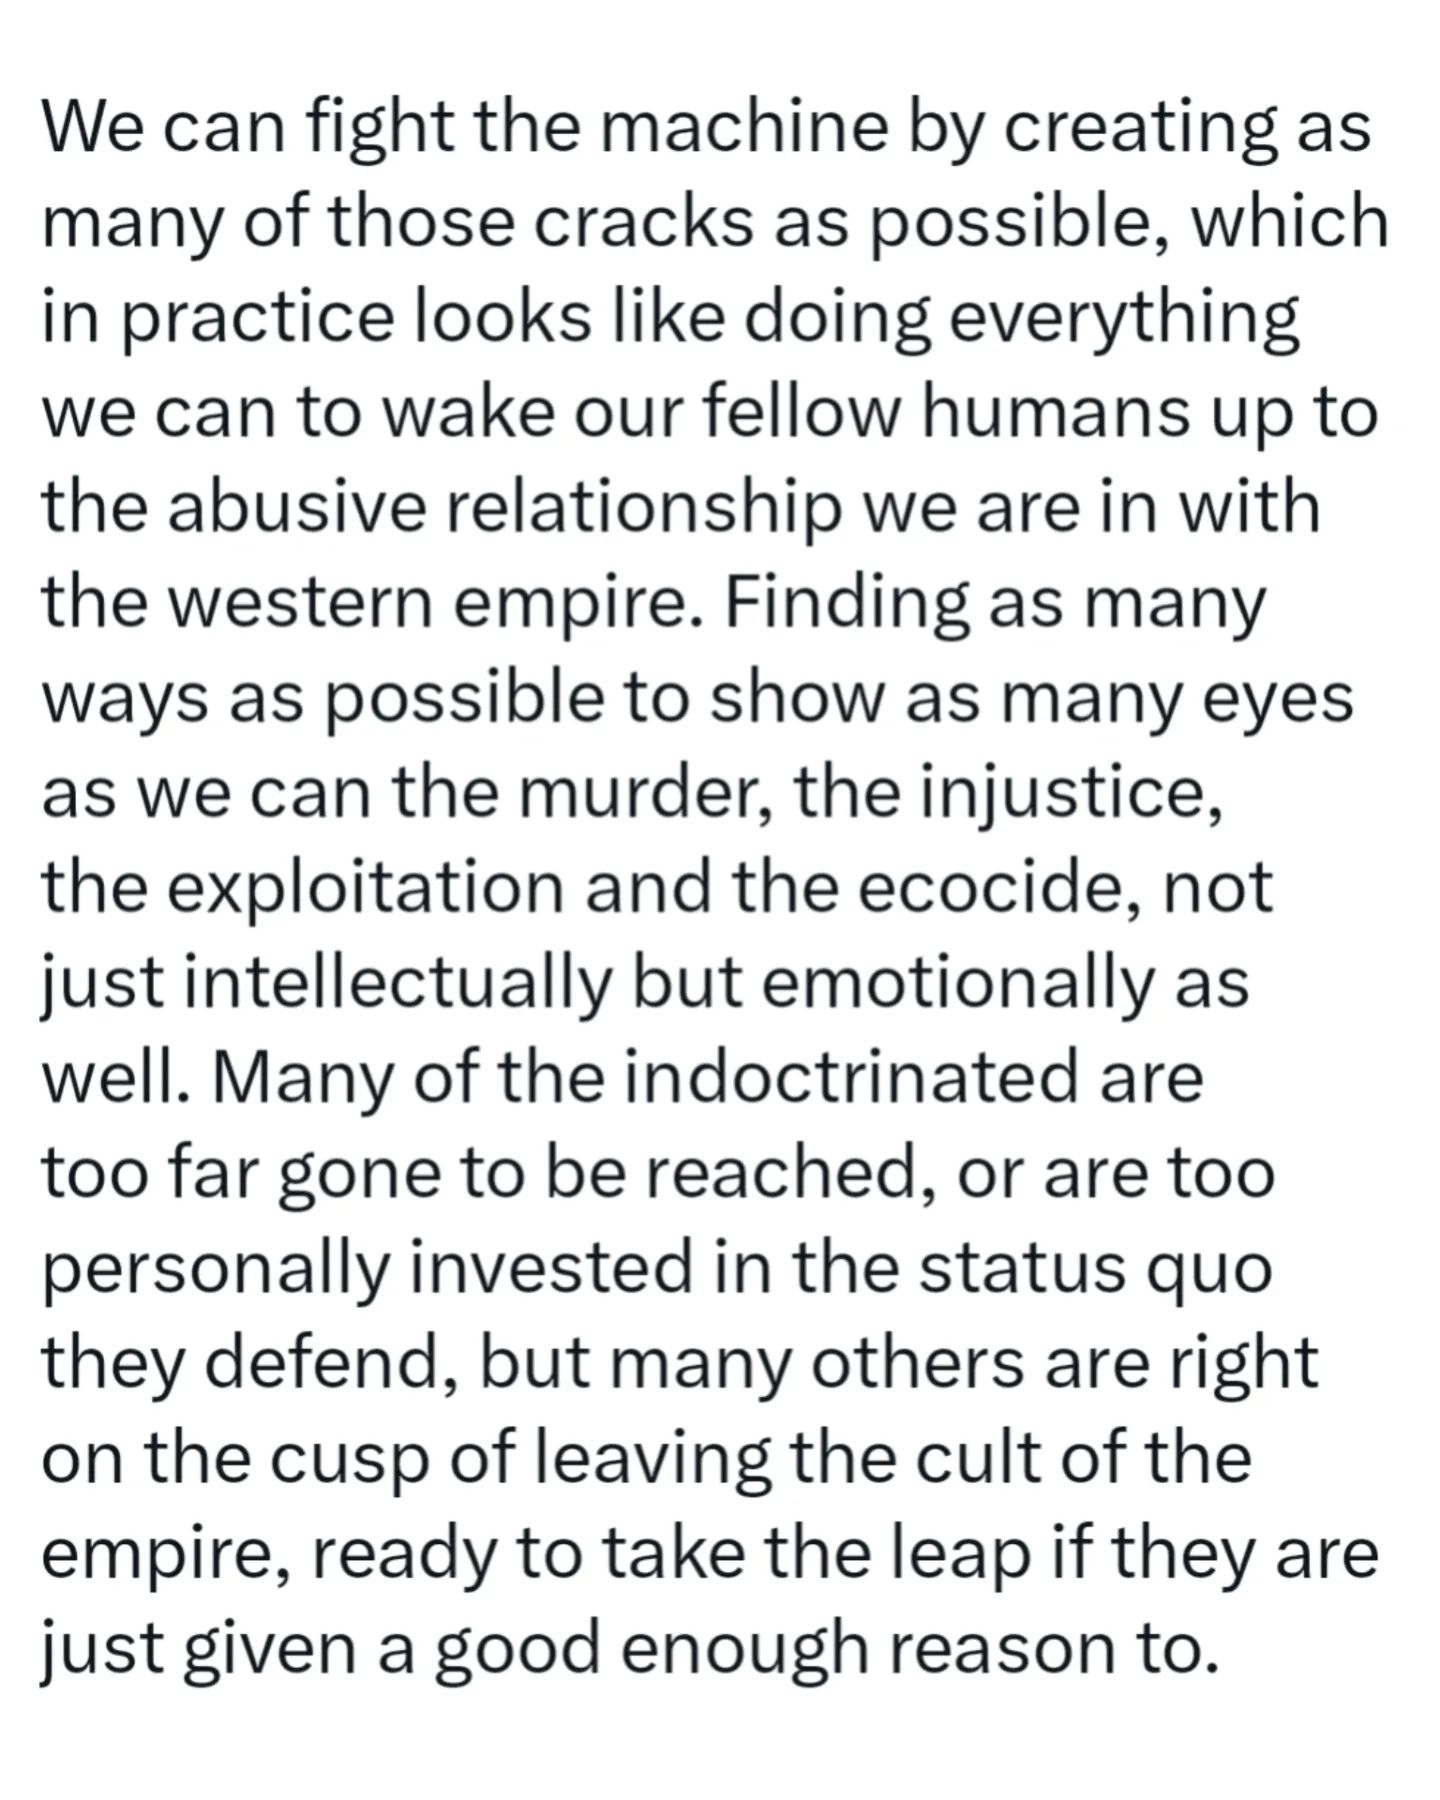 We can fight the machine by creating as
many of those cracks as possible, which
in practice looks like doing everything
we can to wake our fellow humans up to
the abusive relationship we are in with
the western empire. Finding as many
ways as possible to show as many eyes
as we can the murder, the injustice,
the exploitation and the ecocide, not
just intellectually but emotionally as
well. Many of the indoctrinated are
too far gone to be reached, or are too
personally invested in the status quo
they defend, but many others are right
on the cusp of leaving the cult of the
empire, ready to take the leap if they are
just given a good enough reason to.